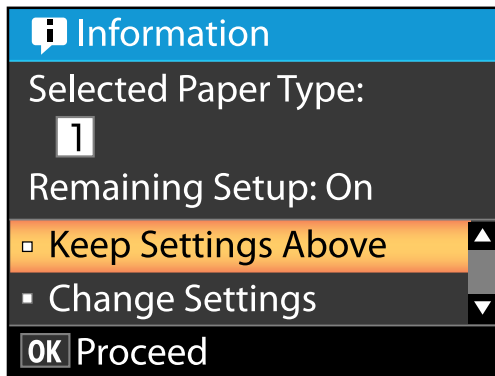 Information
Selected Paper Type:
1
Remaining Setup: On
Keep Settings Above
Change Settings
OK Proceed